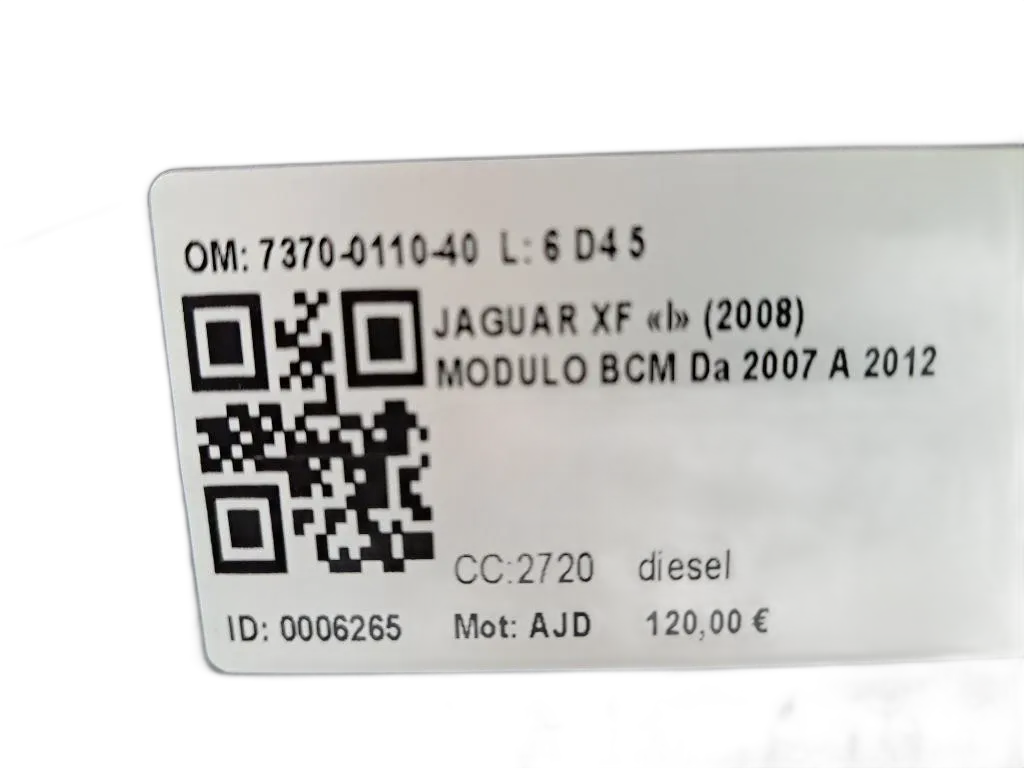 OM: 7370-0110-40 L: 6 D4 5
JAGUAR XF «I» (2008)
MODULO BCM Da 2007 A 2012
CC:2720 diesel
ID: 0006265 Mot: AJD 120,00 €